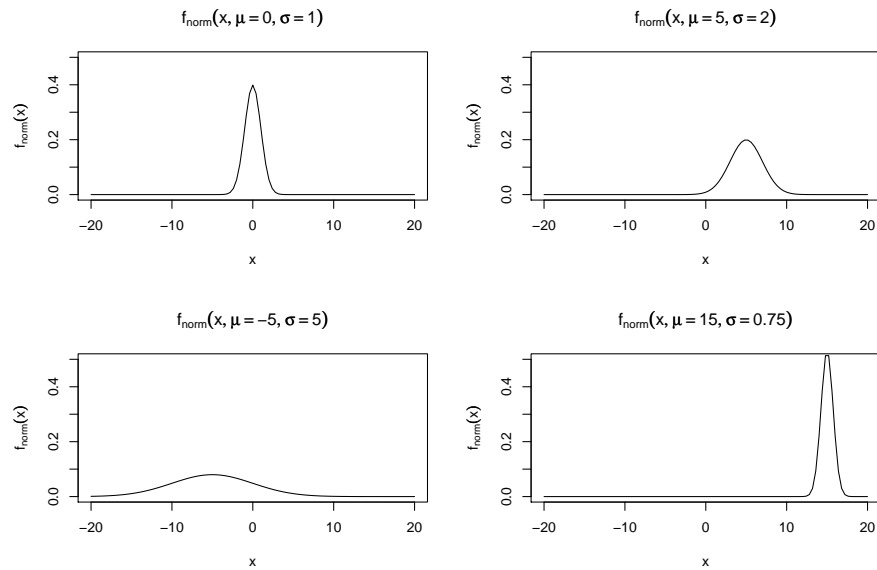 f_norm(x, μ = 0, σ = 1)
f_norm(x)
0.0 0.2 0.4
−20 −10 0 10 20
x
f_norm(x, μ = 5, σ = 2)
f_norm(x)
0.0 0.2 0.4
−20 −10 0 10 20
x
f_norm(x, μ = −5, σ = 5)
f_norm(x)
0.0 0.2 0.4
−20 −10 0 10 20
x
f_norm(x, μ = 15, σ = 0.75)
f_norm(x)
0.0 0.2 0.4
−20 −10 0 10 20
x